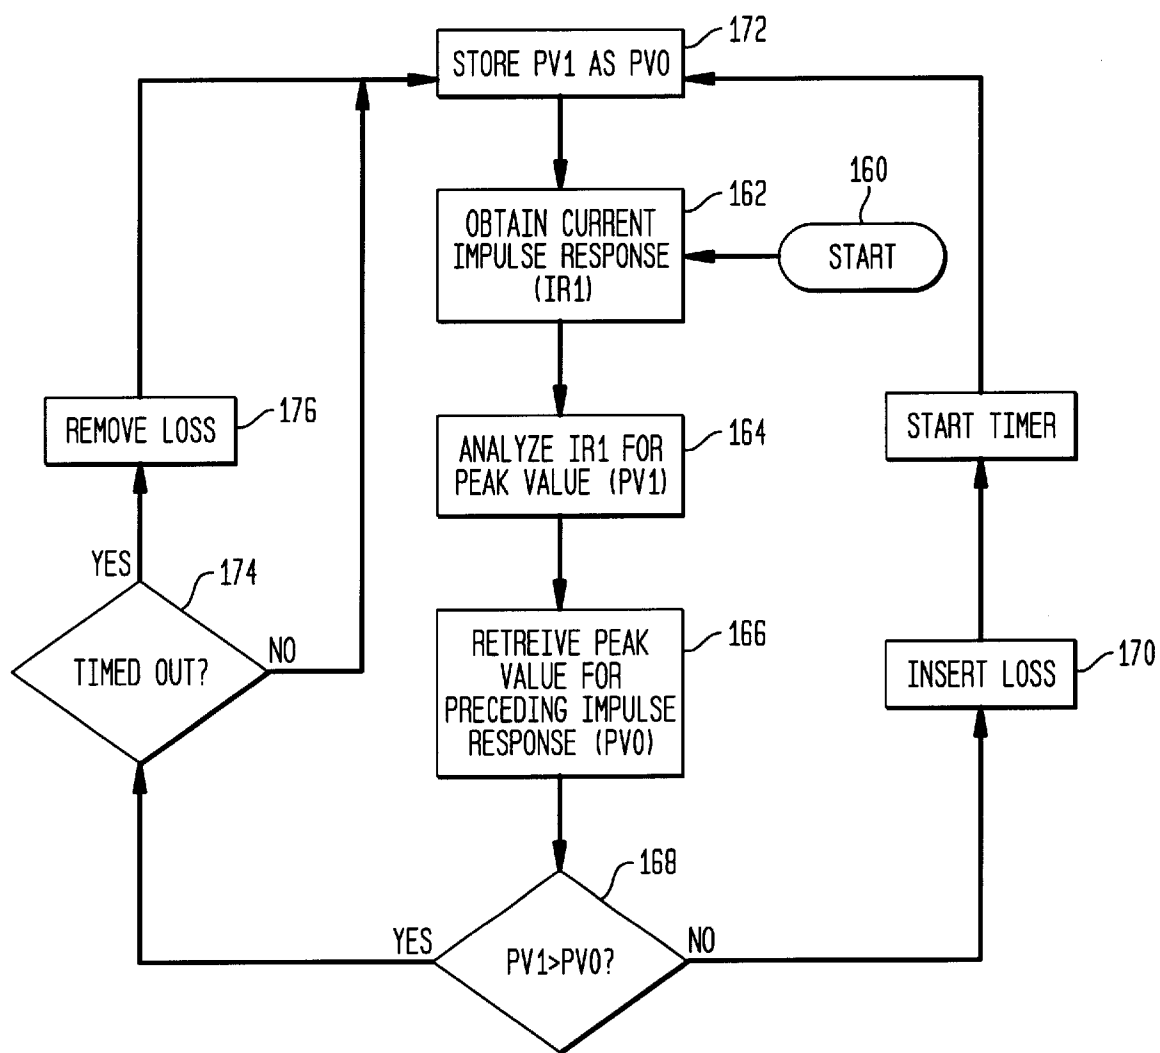 172
STORE PV1 AS PV0
160
162
START
OBTAIN CURRENT
IMPULSE RESPONSE
(IR1)
REMOVE LOSS
176
START TIMER
164
ANALYZE IR1 FOR
PEAK VALUE (PV1)
YES
174
TIMED OUT?
NO
166
RETREIVE PEAK
VALUE FOR
PRECEDING IMPULSE
RESPONSE (PV0)
INSERT LOSS
170
168
YES
PV1>PV0?
NO